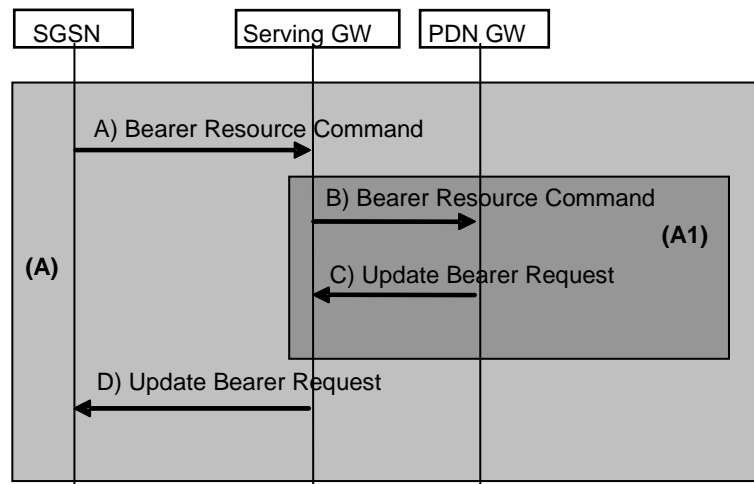 SGSN
Serving GW
PDN GW
A) Bearer Resource Command
B) Bearer Resource Command
(A1)
(A)
C) Update Bearer Request
D) Update Bearer Request